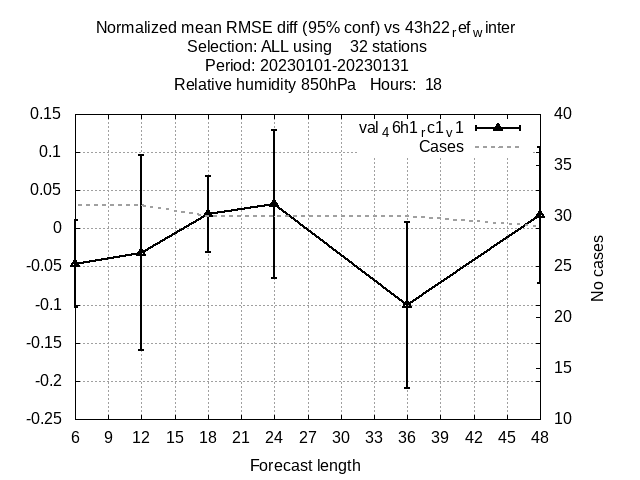 Normalized mean RMSE diff (95% conf) vs 43h22refwinter
Selection: ALL using 32 stations
Period: 20230101-20230131
Relative humidity 850hPa Hours: 18
0.15
0.1
0.05
0
-0.05
-0.1
-0.15
-0.2
-0.25
val46h1rc1v1
Cases
40
35
30
25
20
15
10
No cases
6 9 12 15 18 21 24 27 30 33 36 39 42 45 48
Forecast length